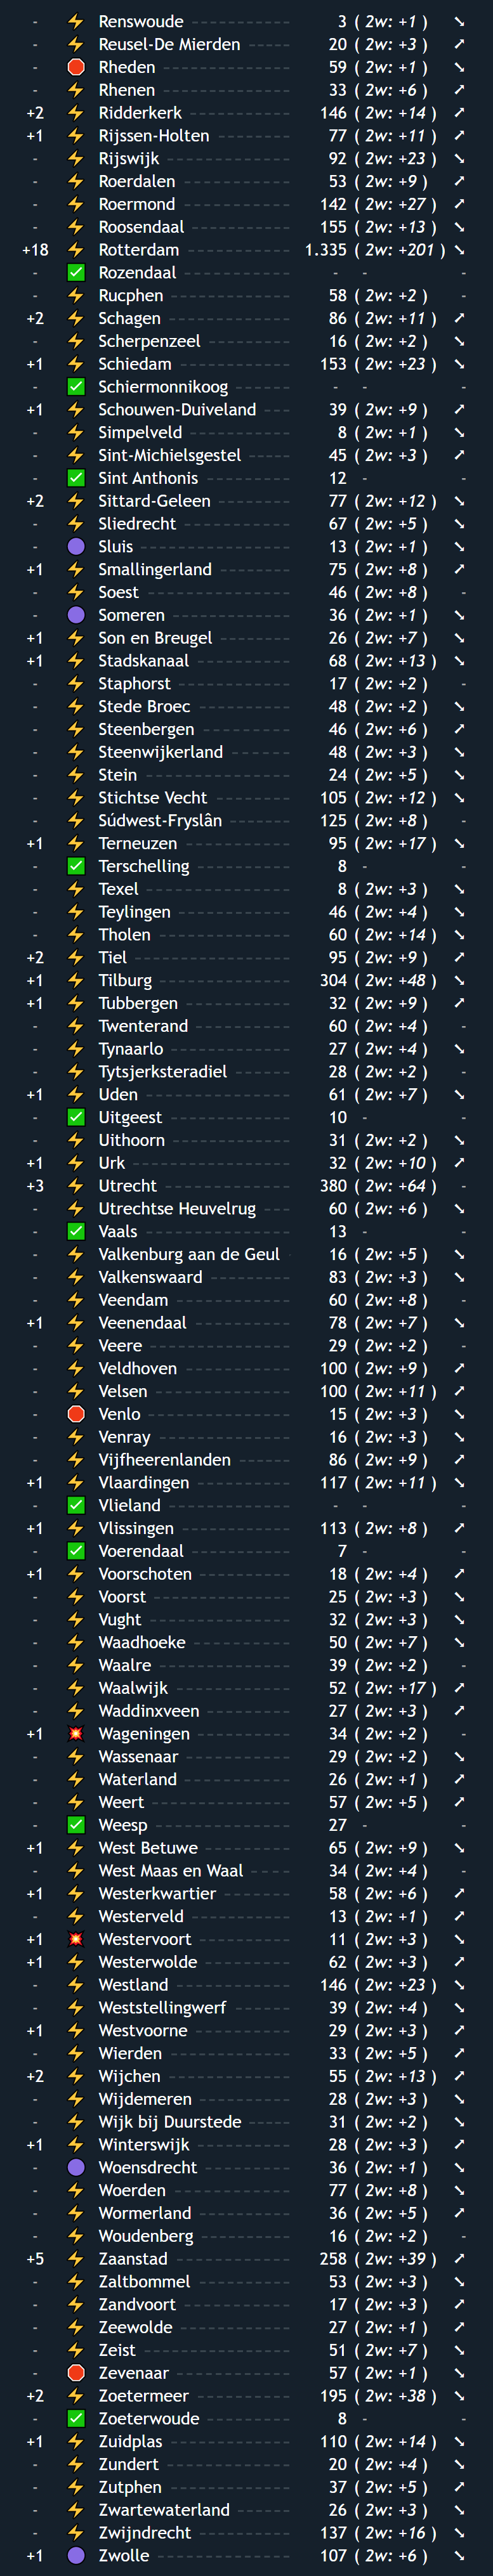 - ⚡ Renswoude 3 ( 2w: +1 ) ➘
- ⚡ Reusel-De Mierden 20 ( 2w: +3 ) ➚
- 🛑 Rheden 59 ( 2w: +1 ) ➘
- ⚡ Rhenen 33 ( 2w: +6 ) ➚
+2 ⚡ Ridderkerk 146 ( 2w: +14 ) ➚
+1 ⚡ Rijssen-Holten 77 ( 2w: +11 ) ➚
- ⚡ Rijswijk 92 ( 2w: +23 ) ➘
- ⚡ Roerdalen 53 ( 2w: +9 ) ➚
- ⚡ Roermond 142 ( 2w: +27 ) ➚
- ⚡ Roosendaal 155 ( 2w: +13 ) ➘
+18 ⚡ Rotterdam 1.335 ( 2w: +201 ) ➘
- ✅ Rozendaal - - -
- ⚡ Rucphen 58 ( 2w: +2 ) -
+2 ⚡ Schagen 86 ( 2w: +11 ) ➚
- ⚡ Scherpenzeel 16 ( 2w: +2 ) ➘
+1 ⚡ Schiedam 153 ( 2w: +23 ) ➘
- ✅ Schiermonnikoog - - -
+1 ⚡ Schouwen-Duiveland 39 ( 2w: +9 ) ➚
- ⚡ Simpelveld 8 ( 2w: +1 ) ➘
- ⚡ Sint-Michielsgestel 45 ( 2w: +3 ) ➚
- ✅ Sint Anthonis 12 - -
+2 ⚡ Sittard-Geleen 77 ( 2w: +12 ) ➘
- ⚡ Sliedrecht 67 ( 2w: +5 ) ➘
- 🟣 Sluis 13 ( 2w: +1 ) ➘
+1 ⚡ Smallingerland 75 ( 2w: +8 ) ➚
- ⚡ Soest 46 ( 2w: +8 ) -
- 🟣 Someren 36 ( 2w: +1 ) ➘
+1 ⚡ Son en Breugel 26 ( 2w: +7 ) ➘
+1 ⚡ Stadskanaal 68 ( 2w: +13 ) ➘
- ⚡ Staphorst 17 ( 2w: +2 ) -
- ⚡ Stede Broec 48 ( 2w: +2 ) ➘
- ⚡ Steenbergen 46 ( 2w: +6 ) ➚
- ⚡ Steenwijkerland 48 ( 2w: +3 ) ➘
- ⚡ Stein 24 ( 2w: +5 ) ➘
- ⚡ Stichtse Vecht 105 ( 2w: +12 ) ➘
- ⚡ Súdwest-Fryslân 125 ( 2w: +8 ) -
+1 ⚡ Terneuzen 95 ( 2w: +17 ) ➘
- ✅ Terschelling 8 - -
- ⚡ Texel 8 ( 2w: +3 ) ➘
- ⚡ Teylingen 46 ( 2w: +4 ) ➘
- ⚡ Tholen 60 ( 2w: +14 ) ➘
+2 ⚡ Tiel 95 ( 2w: +9 ) ➚
+1 ⚡ Tilburg 304 ( 2w: +48 ) ➘
+1 ⚡ Tubbergen 32 ( 2w: +9 ) ➚
- ⚡ Twenterand 60 ( 2w: +4 ) -
- ⚡ Tynaarlo 27 ( 2w: +4 ) ➘
- ⚡ Tytsjerksteradiel 28 ( 2w: +2 ) -
+1 ⚡ Uden 61 ( 2w: +7 ) ➘
- ✅ Uitgeest 10 - -
- ⚡ Uithoorn 31 ( 2w: +2 ) ➘
+1 ⚡ Urk 32 ( 2w: +10 ) ➚
+3 ⚡ Utrecht 380 ( 2w: +64 ) -
- ⚡ Utrechtse Heuvelrug 60 ( 2w: +6 ) ➘
- ✅ Vaals 13 - -
- ⚡ Valkenburg aan de Geul 16 ( 2w: +5 ) ➘
- ⚡ Valkenswaard 83 ( 2w: +3 ) ➘
- ⚡ Veendam 60 ( 2w: +8 ) -
+1 ⚡ Veenendaal 78 ( 2w: +7 ) ➘
- ⚡ Veere 29 ( 2w: +2 ) -
- ⚡ Veldhoven 100 ( 2w: +9 ) ➚
- ⚡ Velsen 100 ( 2w: +11 ) ➚
- 🛑 Venlo 15 ( 2w: +3 ) ➘
- ⚡ Venray 16 ( 2w: +3 ) ➘
- ⚡ Vijfheerenlanden 86 ( 2w: +9 ) ➚
+1 ⚡ Vlaardingen 117 ( 2w: +11 ) ➘
- ✅ Vlieland - - -
+1 ⚡ Vlissingen 113 ( 2w: +8 ) ➚
- ✅ Voerendaal 7 - -
+1 ⚡ Voorschoten 18 ( 2w: +4 ) ➚
- ⚡ Voorst 25 ( 2w: +3 ) ➘
- ⚡ Vught 32 ( 2w: +3 ) ➘
- ⚡ Waadhoeke 50 ( 2w: +7 ) ➘
- ⚡ Waalre 39 ( 2w: +2 ) -
- ⚡ Waalwijk 52 ( 2w: +17 ) ➚
- ⚡ Waddinxveen 27 ( 2w: +3 ) ➚
+1 💥 Wageningen 34 ( 2w: +2 ) -
- ⚡ Wassenaar 29 ( 2w: +2 ) ➘
- ⚡ Waterland 26 ( 2w: +1 ) ➚
- ⚡ Weert 57 ( 2w: +5 ) ➚
- ✅ Weesp 27 - -
+1 ⚡ West Betuwe 65 ( 2w: +9 ) ➘
- ⚡ West Maas en Waal 34 ( 2w: +4 ) -
+1 ⚡ Westerkwartier 58 ( 2w: +6 ) ➚
- ⚡ Westerveld 13 ( 2w: +1 ) ➘
+1 💥 Westervoort 11 ( 2w: +3 ) ➘
+1 ⚡ Westerwolde 62 ( 2w: +3 ) ➚
- ⚡ Westland 146 ( 2w: +23 ) ➘
- ⚡ Weststellingwerf 39 ( 2w: +4 ) ➘
+1 ⚡ Westvoorne 29 ( 2w: +3 ) ➚
- ⚡ Wierden 33 ( 2w: +5 ) ➚
+2 ⚡ Wijchen 55 ( 2w: +13 ) ➚
- ⚡ Wijdemeren 28 ( 2w: +3 ) ➘
- ⚡ Wijk bij Duurstede 31 ( 2w: +2 ) ➘
+1 ⚡ Winterswijk 28 ( 2w: +3 ) ➚
- 🟣 Woensdrecht 36 ( 2w: +1 ) ➘
- ⚡ Woerden 77 ( 2w: +8 ) ➘
- ⚡ Wormerland 36 ( 2w: +5 ) ➚
- ⚡ Woudenberg 16 ( 2w: +2 ) -
+5 ⚡ Zaanstad 258 ( 2w: +39 ) ➚
- ⚡ Zaltbommel 53 ( 2w: +3 ) ➘
- ⚡ Zandvoort 17 ( 2w: +3 ) ➚
- ⚡ Zeewolde 27 ( 2w: +1 ) ➚
- ⚡ Zeist 51 ( 2w: +7 ) ➘
- 🛑 Zevenaar 57 ( 2w: +1 ) ➘
+2 ⚡ Zoetermeer 195 ( 2w: +38 ) ➘
- ✅ Zoeterwoude 8 - -
+1 ⚡ Zuidplas 110 ( 2w: +14 ) ➘
- ⚡ Zundert 20 ( 2w: +4 ) ➘
- ⚡ Zutphen 37 ( 2w: +5 ) ➚
- ⚡ Zwartewaterland 26 ( 2w: +3 ) ➘
- ⚡ Zwijndrecht 137 ( 2w: +16 ) ➘
+1 🟣 Zwolle 107 ( 2w: +6 ) ➘